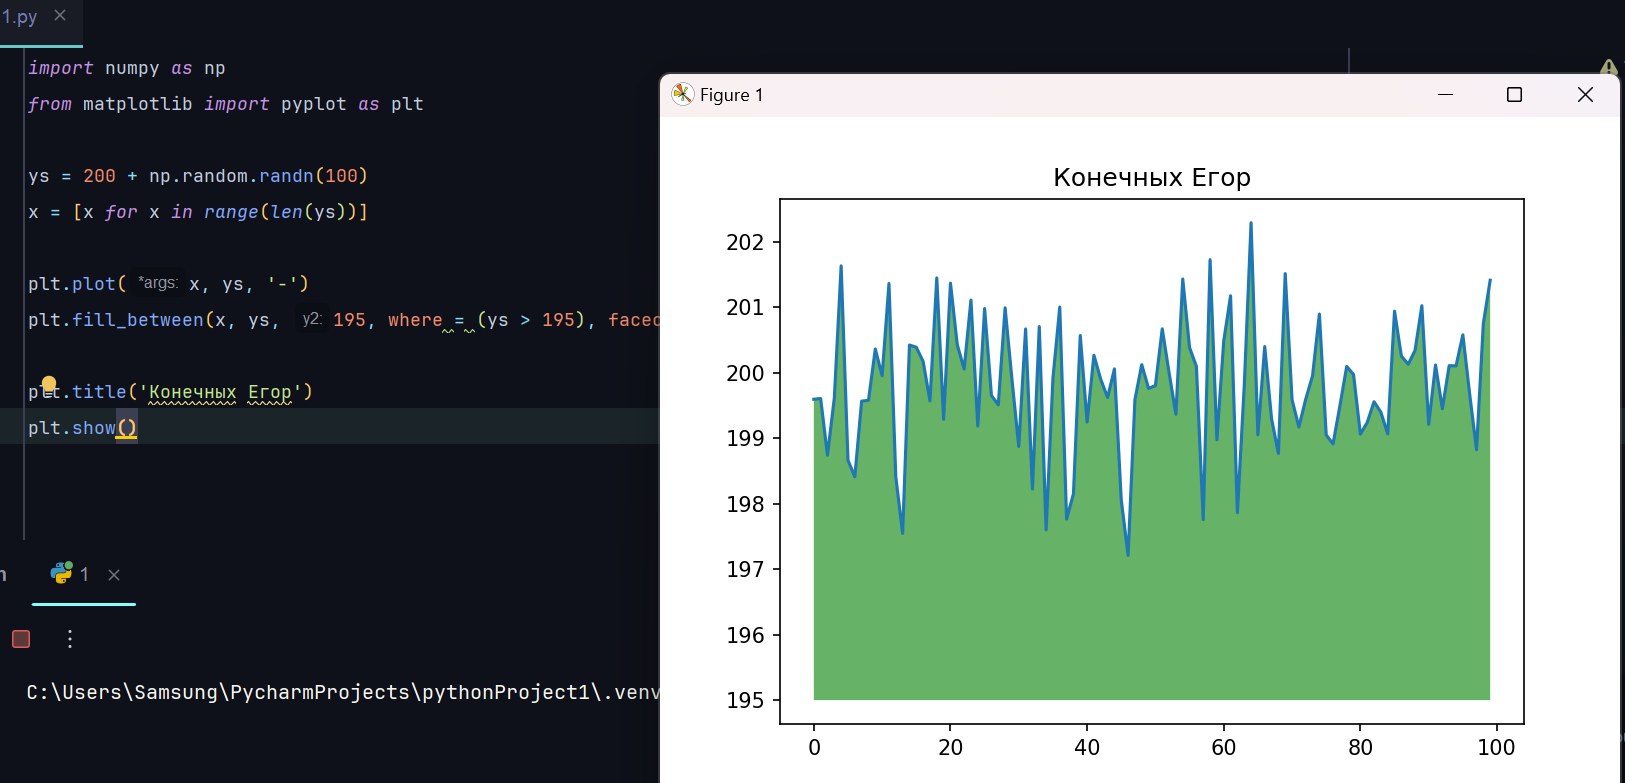 1.py
import numpy as np
from matplotlib import pyplot as plt
ys = 200 + np.random.randn(100)
x = [x for x in range(len(ys))]
plt.plot( *args: x, ys, '-')
plt.fill_between(x, ys, y2: 195, where = (ys > 195), facec
plt.title('Конечных Егор')
plt.show()
1
C:\Users\Samsung\PycharmProjects\pythonProject1\.venv
Figure 1
Конечных Егор
202
201
200
199
198
197
196
195
0 20 40 60 80 100